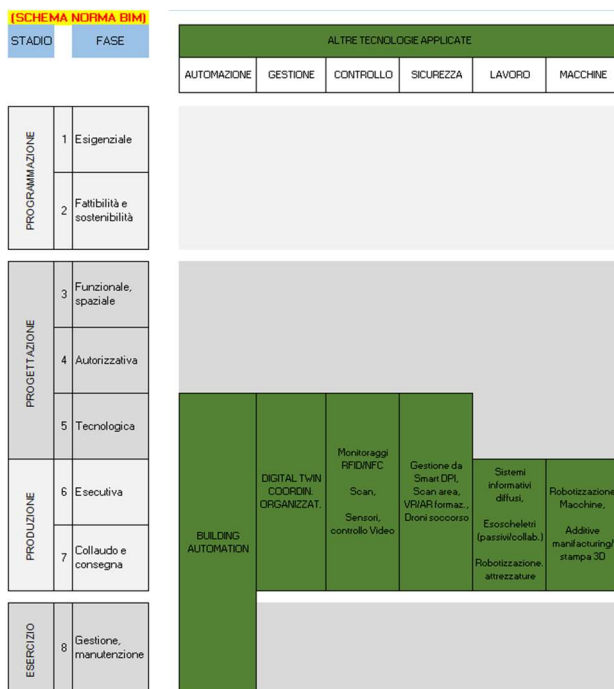 (SCHEMA NORMA BIM)
STADIO
FASE
ALTRE TECNOLOGIE APPLICATE
AUTOMAZIONE
GESTIONE
CONTROLLO
SICUREZZA
LAVORO
MACCHINE
PROGRAMMAZIONE
1
Esigenziale
2
Fattibilità e
sostenibilità
PROGETTAZIONE
3
Funzionale,
spaziale
4
Autorizzativa
5
Tecnologica
PRODUZIONE
6
Esecutiva
7
Collaudo e
consegna
ESERCIZIO
8
Gestione,
manutenzione
BUILDING
AUTOMATION
DIGITAL TWIN
COORDIN.
ORGANIZZAT.
Monitoraggi
RFID/NFC
Scan,
Sensori,
controllo Video
Gestione da
Smart DPI,
Scan area,
VR/AR formaz.,
Droni soccorso
Sistemi
informativi
diffusi,
Esoscheletri
(passivi/collab.)
Robotizzazione.
attrezzature
Robotizzazione
Macchine,
Additive
manifacturing/
stampa 3D